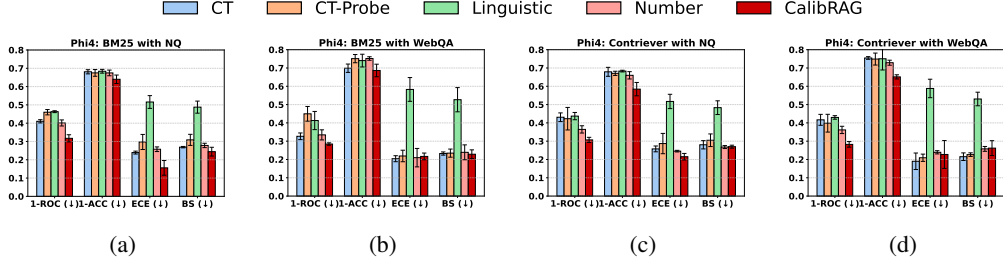 CT CT-Probe Linguistic Number CalibRAG
Phi4: BM25 with NQ
0.8
0.7
0.6
0.5
0.4
0.3
0.2
0.1
0.0
1-ROC (↓) 1-ACC (↓) ECE (↓) BS (↓)
(a)
Phi4: BM25 with WebQA
0.8
0.7
0.6
0.5
0.4
0.3
0.2
0.1
0.0
1-ROC (↓) 1-ACC (↓) ECE (↓) BS (↓)
(b)
Phi4: Contriever with NQ
0.8
0.7
0.6
0.5
0.4
0.3
0.2
0.1
0.0
1-ROC (↓) 1-ACC (↓) ECE (↓) BS (↓)
(c)
Phi4: Contriever with WebQA
0.8
0.7
0.6
0.5
0.4
0.3
0.2
0.1
0.0
1-ROC (↓) 1-ACC (↓) ECE (↓) BS (↓)
(d)